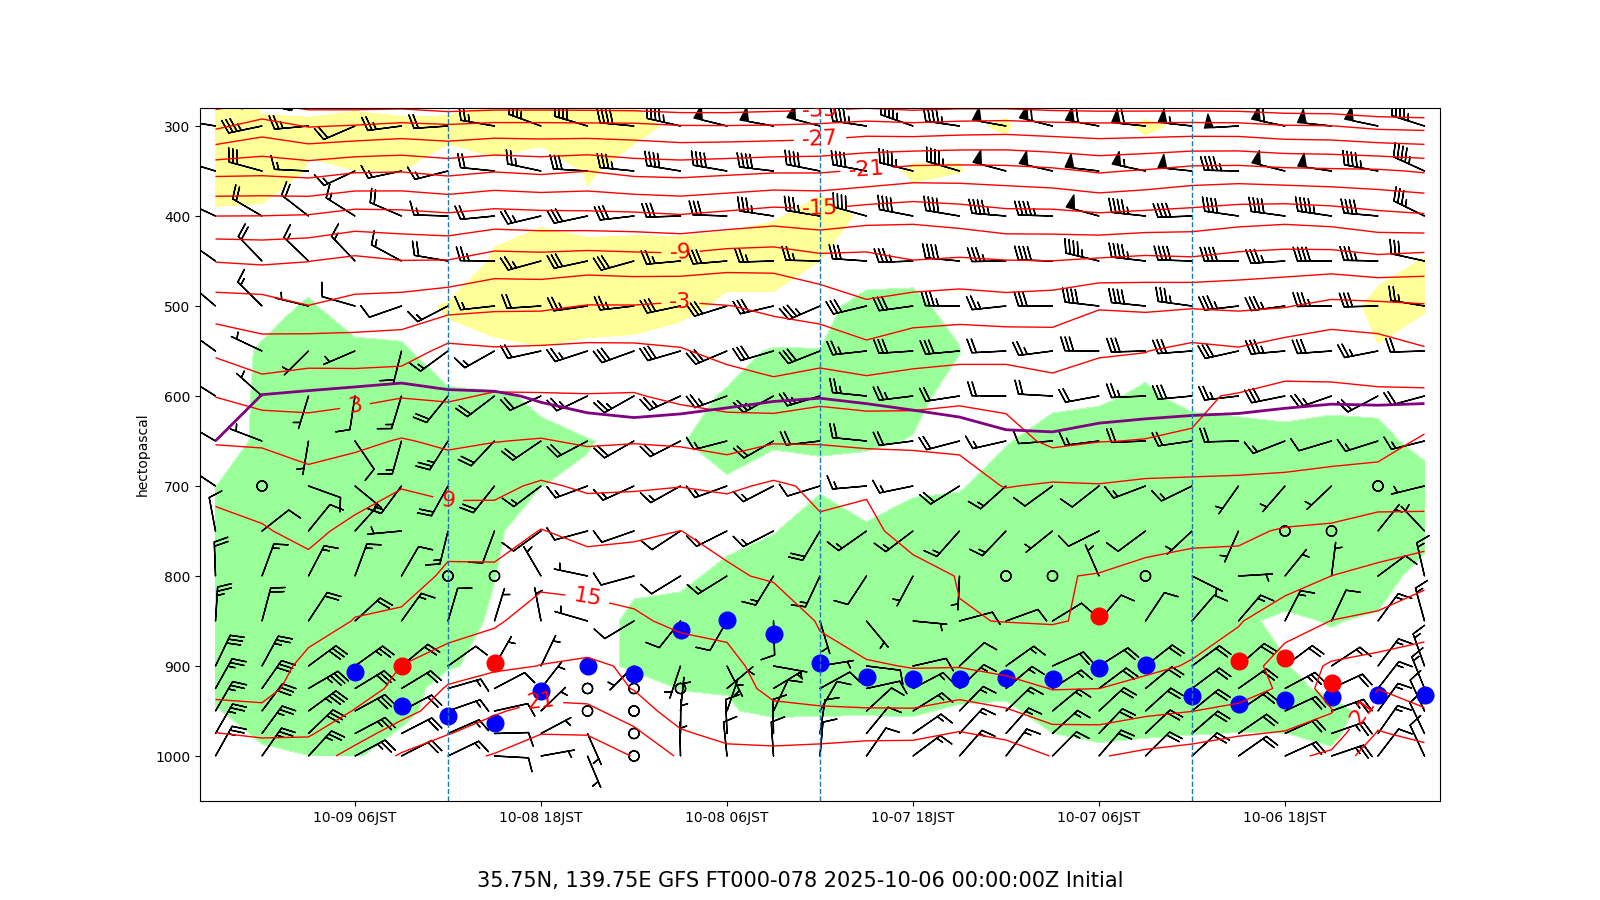 300
400
500
600
700
800
900
1000
hectopascal
-33
-27
-21
-15
-9
-3
3
9
15
21
21
10-09 06JST
10-08 18JST
10-08 06JST
10-07 18JST
10-07 06JST
10-06 18JST
35.75N, 139.75E GFS FT000-078 2025-10-06 00:00:00Z Initial